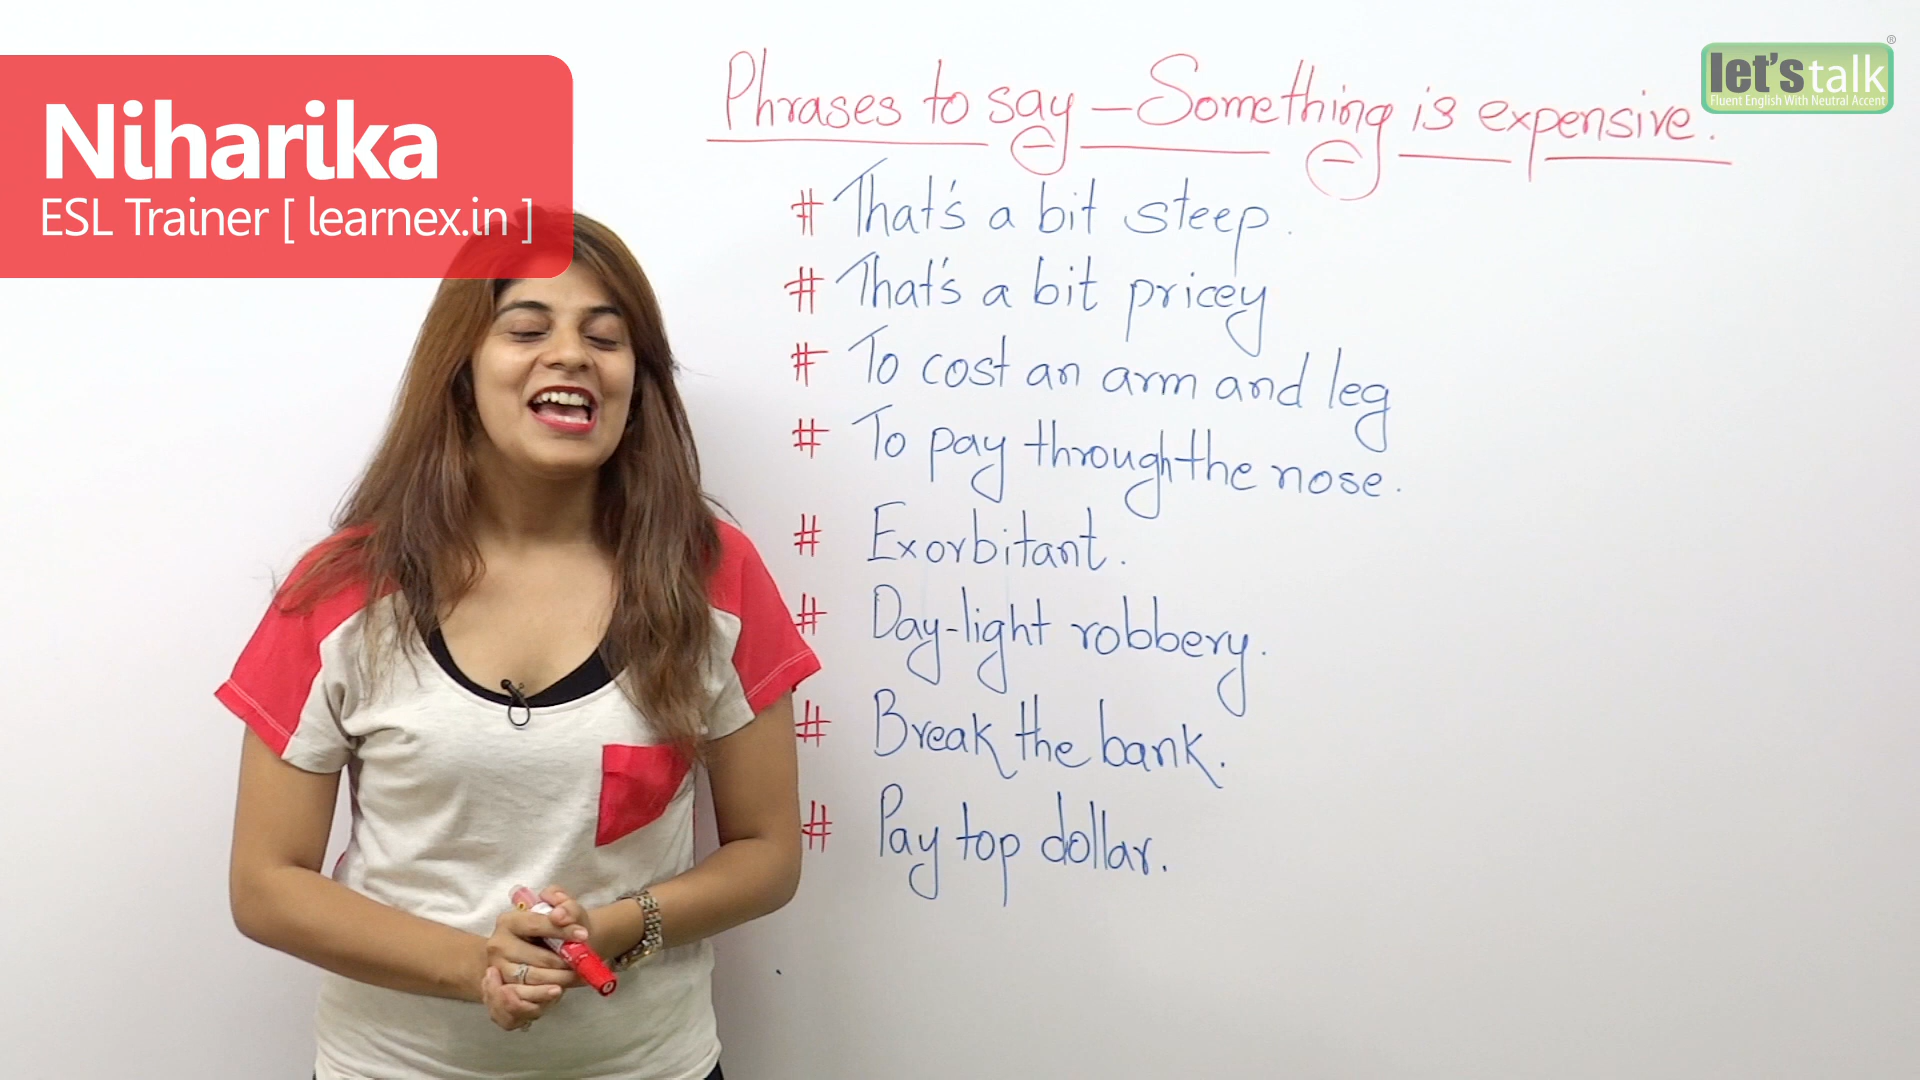 Niharika
ESL Trainer [ learnex.in ]
let's talk ®
Fluent English With Neutral Accent
Phrases to say – Something is expensive.
# That's a bit steep.
# That's a bit pricey
# To cost an arm and leg
# To pay through the nose.
# Exorbitant.
# Day-light robbery.
# Break the bank.
# Pay top dollar.